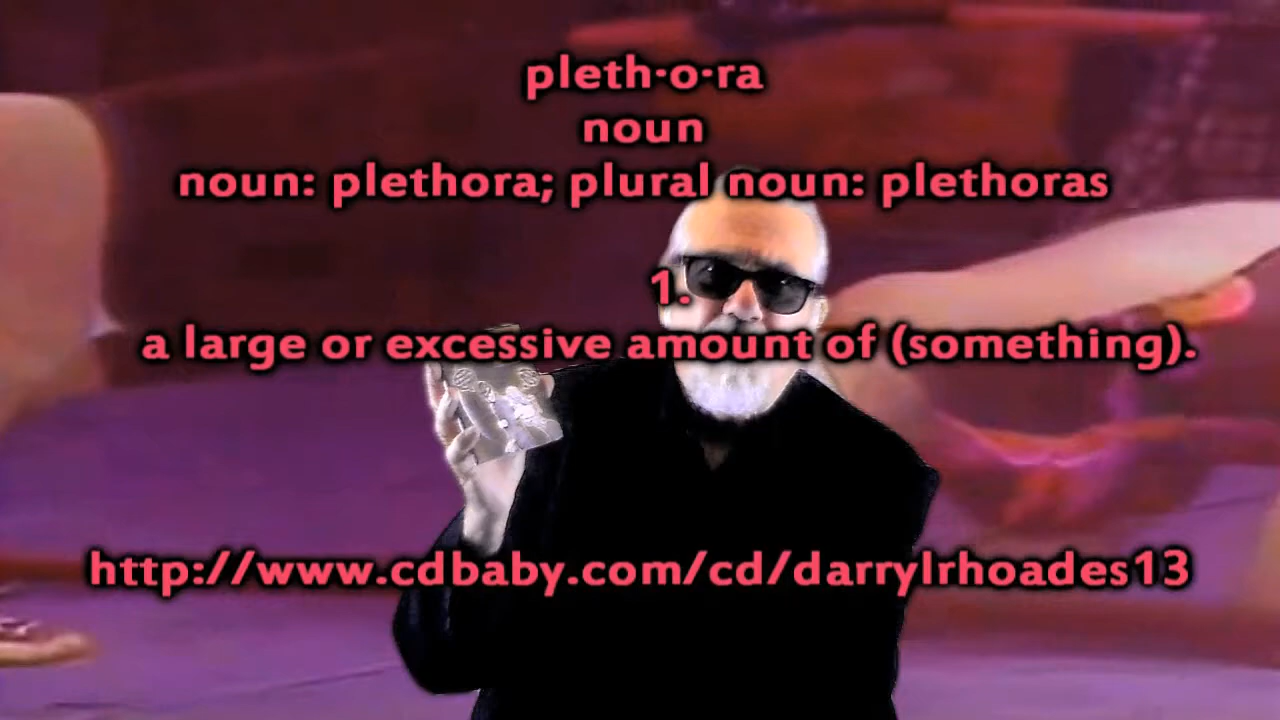 pleth·o·ra
noun
noun: plethora; plural noun: plethoras
1.
a large or excessive amount of (something).
http://www.cdbaby.com/cd/darrylrhoades13